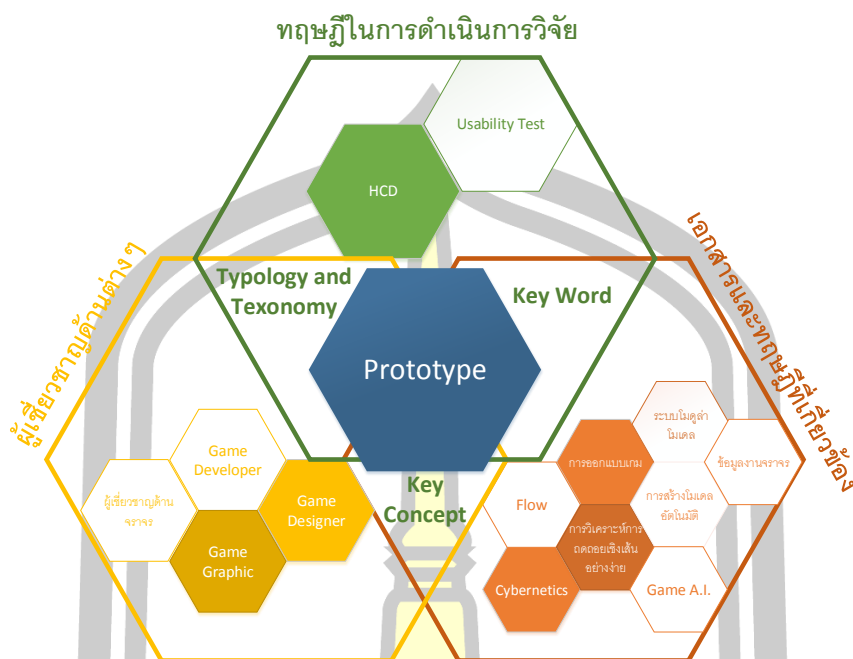 ทฤษฎีในการดำเนินการวิจัย
Usability Test
HCD
ผู้เชี่ยวชาญด้านต่างๆ
เอกสารและทฤษฎีที่เกี่ยวข้อง
Typology and
Texonomy
Key Word
Prototype
Key
Concept
Game
Developer
ผู้เชี่ยวชาญด้าน
จราจร
Game
Designer
Game
Graphic
ระบบโมดูล่า
โมเดล
การออกแบบเกม
ข้อมูลงานจราจร
Flow
การสร้างโมเดล
อัตโนมัติ
การวิเคราะห์การ
ถดถอยเชิงเส้น
อย่างง่าย
Cybernetics
Game A.I.